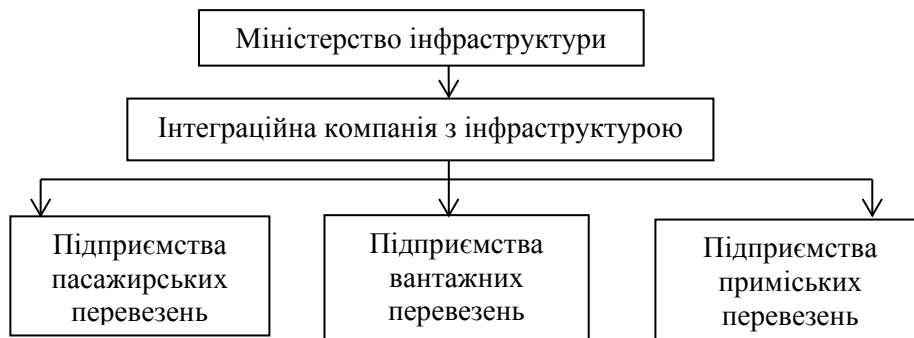 Міністерство інфраструктури
Інтеграційна компанія з інфраструктурою
Підприємства
пасажирських
перевезень
Підприємства
вантажних
перевезень
Підприємства
приміських
перевезень